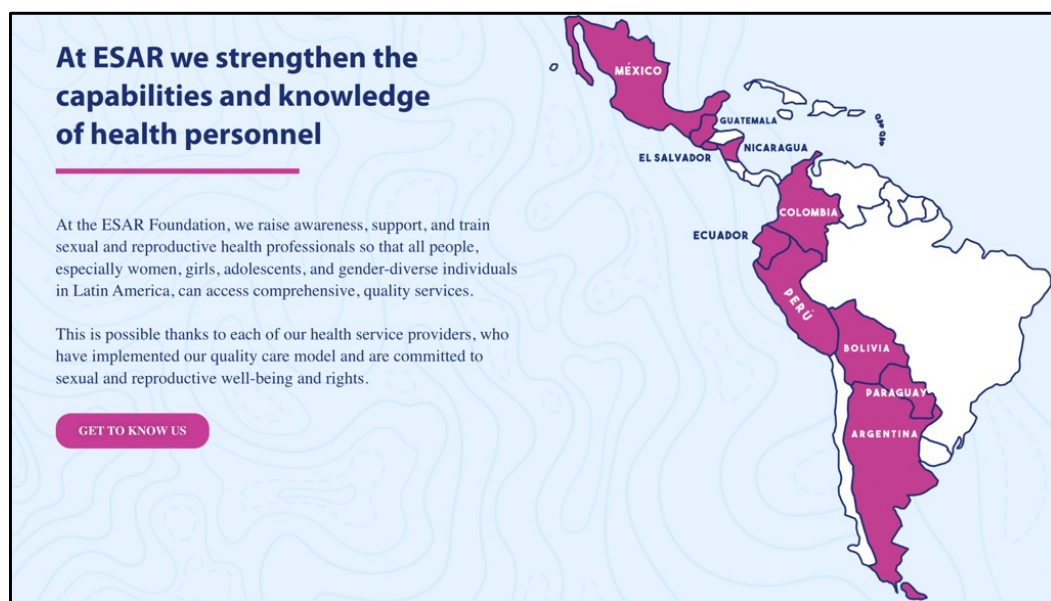 At ESAR we strengthen the
capabilities and knowledge
of health personnel
At the ESAR Foundation, we raise awareness, support, and train
sexual and reproductive health professionals so that all people,
especially women, girls, adolescents, and gender-diverse individuals
in Latin America, can access comprehensive, quality services.
This is possible thanks to each of our health service providers, who
have implemented our quality care model and are committed to
sexual and reproductive well-being and rights.
GET TO KNOW US
MÉXICO
GUATEMALA
NICARAGUA
EL SALVADOR
COLOMBIA
ECUADOR
PERÚ
BOLIVIA
PARAGUAY
ARGENTINA